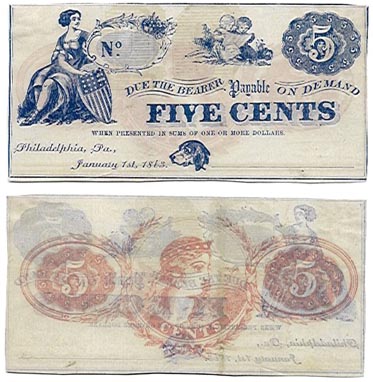 Nº
5
DUE THE BEARER Payable ON DEMAND
FIVE CENTS
WHEN PRESENTED IN SUMS OF ONE OR MORE DOLLARS.
Philadelphia, Pa.,
January 1st, 1863.
5 5
CENTS